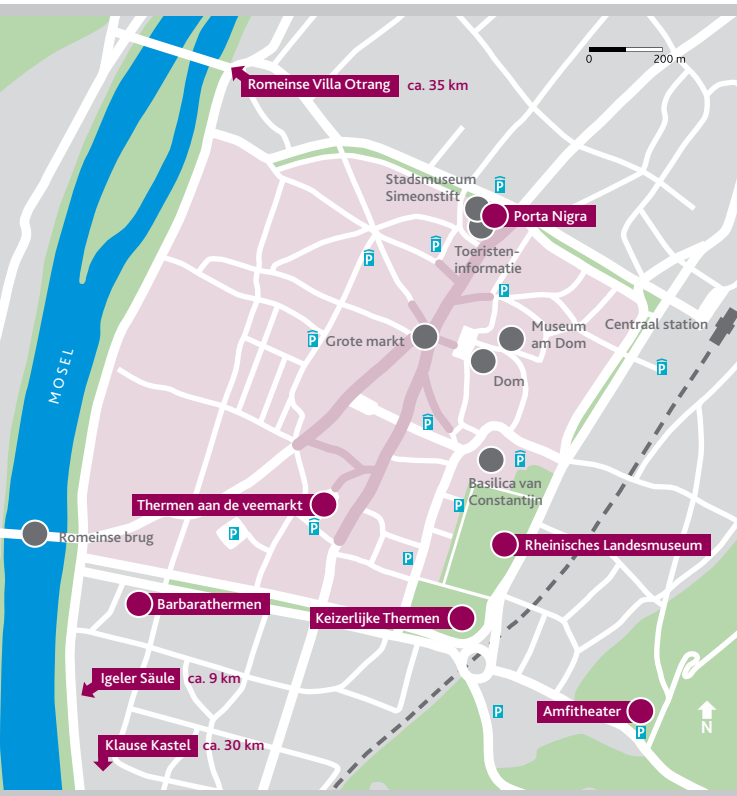 0 200 m
Romeinse Villa Otrang ca. 35 km
P
Stadsmuseum
Simeonstift
Porta Nigra
P
P
Toeristen-
informatie
P
P
Grote markt
Museum
am Dom
Centraal station
P
Dom
MOSEL
P
P
Basilica van
Constantijn
Thermen aan de veemarkt
P
P
P
Romeinse brug
Rheinisches Landesmuseum
P
Barbarathermen
Keizerlijke Thermen
Igeler Säule ca. 9 km
P
Amfitheater
P
N
Klause Kastel ca. 30 km